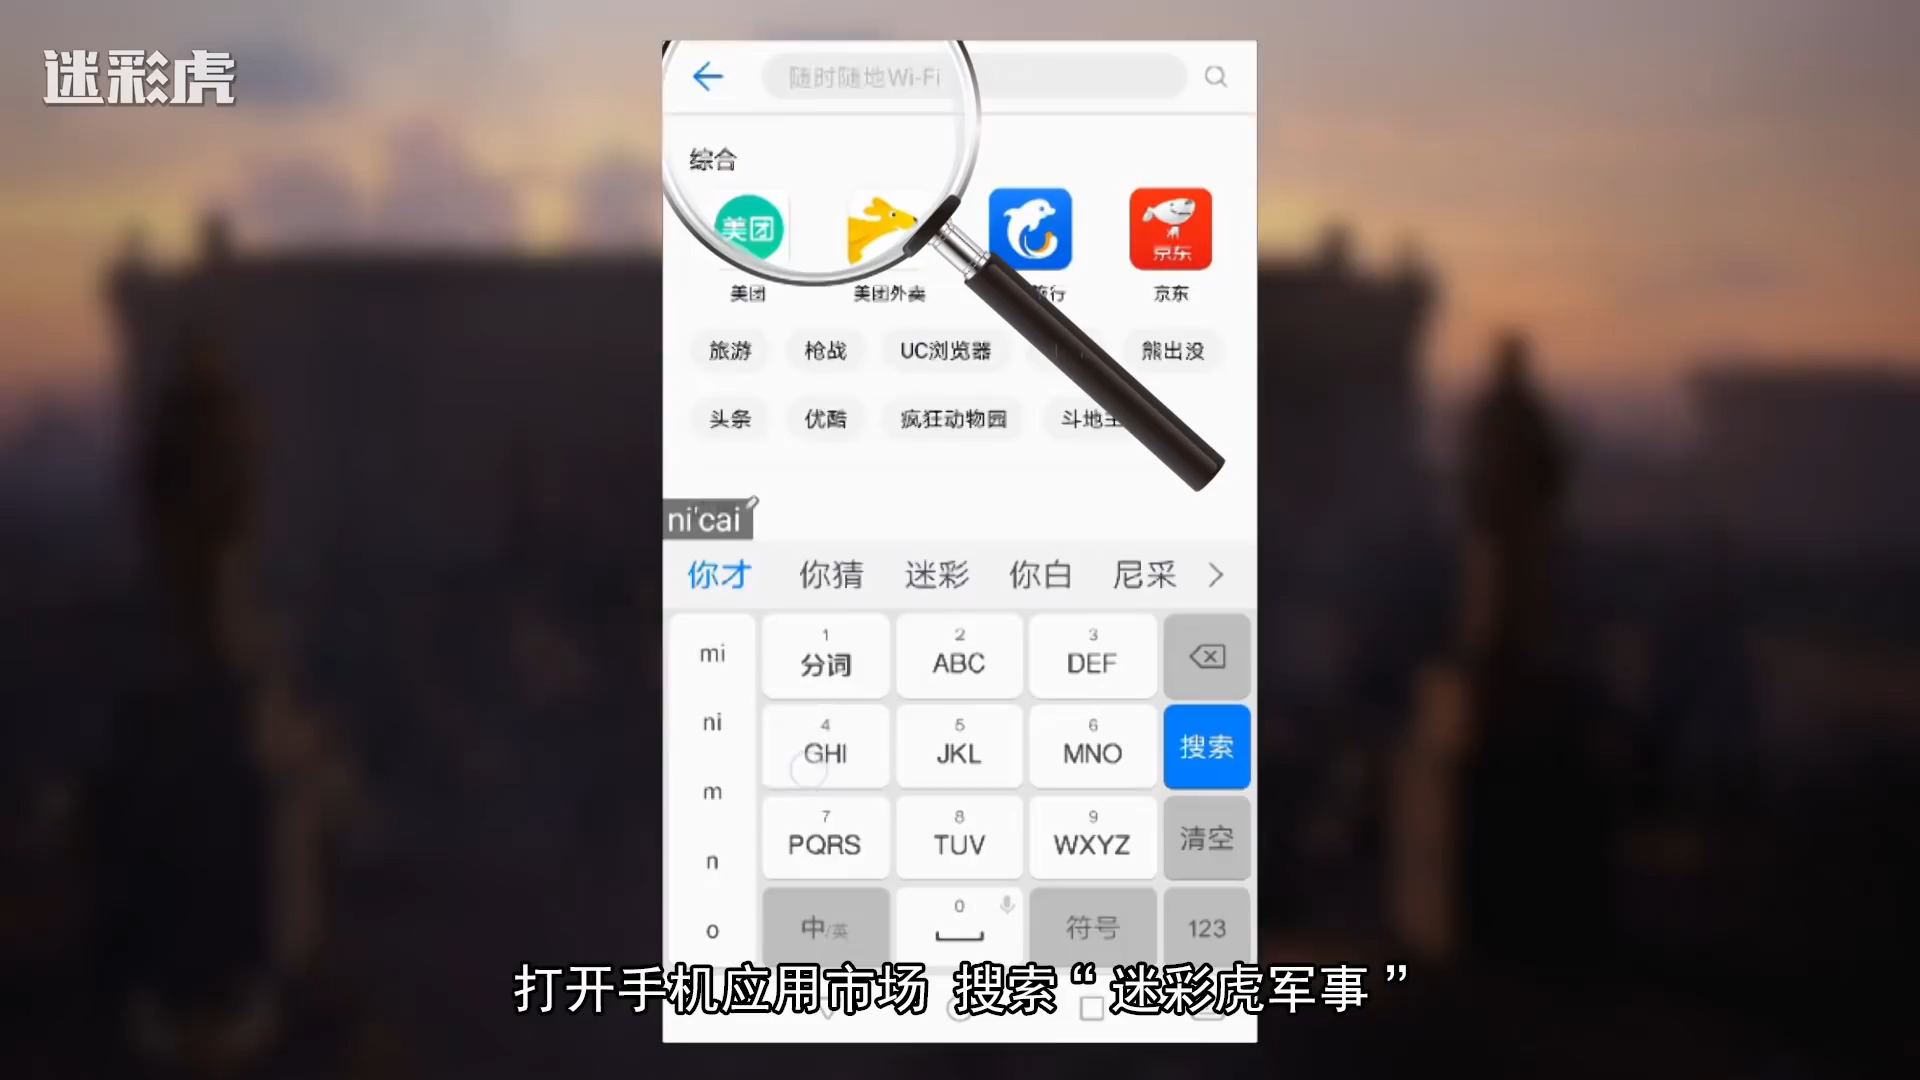 迷彩虎
随时随地Wi-Fi
综合
美团
京东
美团
美团外卖
旅行
京东
旅游
枪战
UC浏览器
熊出没
头条
优酷
疯狂动物园
斗地主
ni'cai
你才
你猜
迷彩
你白
尼采
mi
ni
m
n
o
1
分词
2
ABC
3
DEF
4
GHI
5
JKL
6
MNO
搜索
7
PQRS
8
TUV
9
WXYZ
清空
中/英
0
符号
123
打开手机应用市场 搜索“迷彩虎军事”